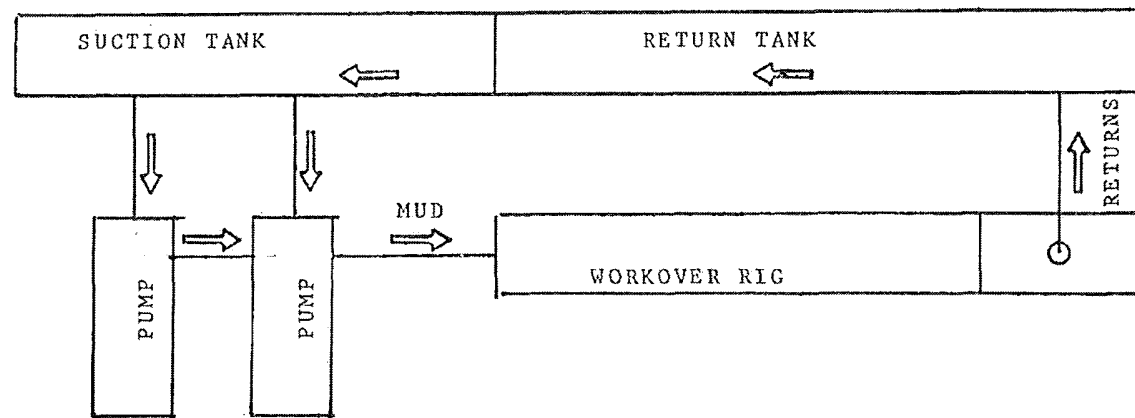 SUCTION TANK
RETURN TANK
RETURNS
MUD
PUMP
PUMP
WORKOVER RIG